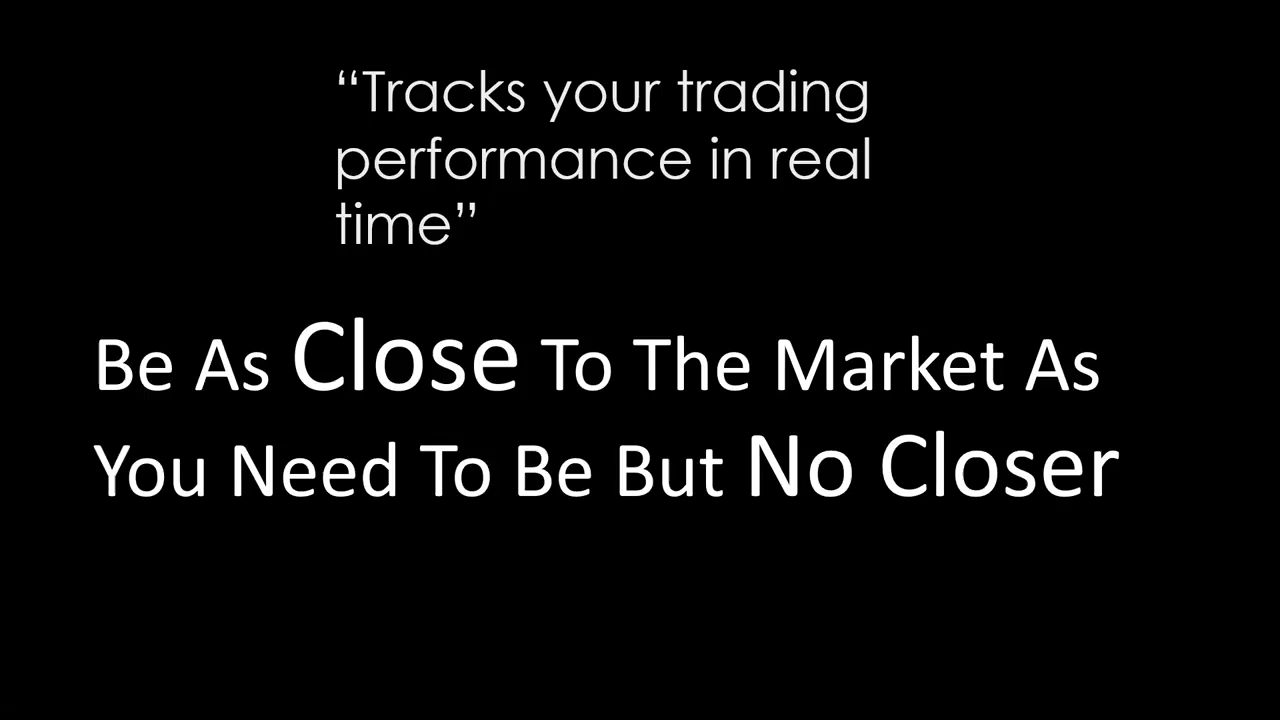 “Tracks your trading
performance in real
time”
Be As Close To The Market As
You Need To Be But No Closer